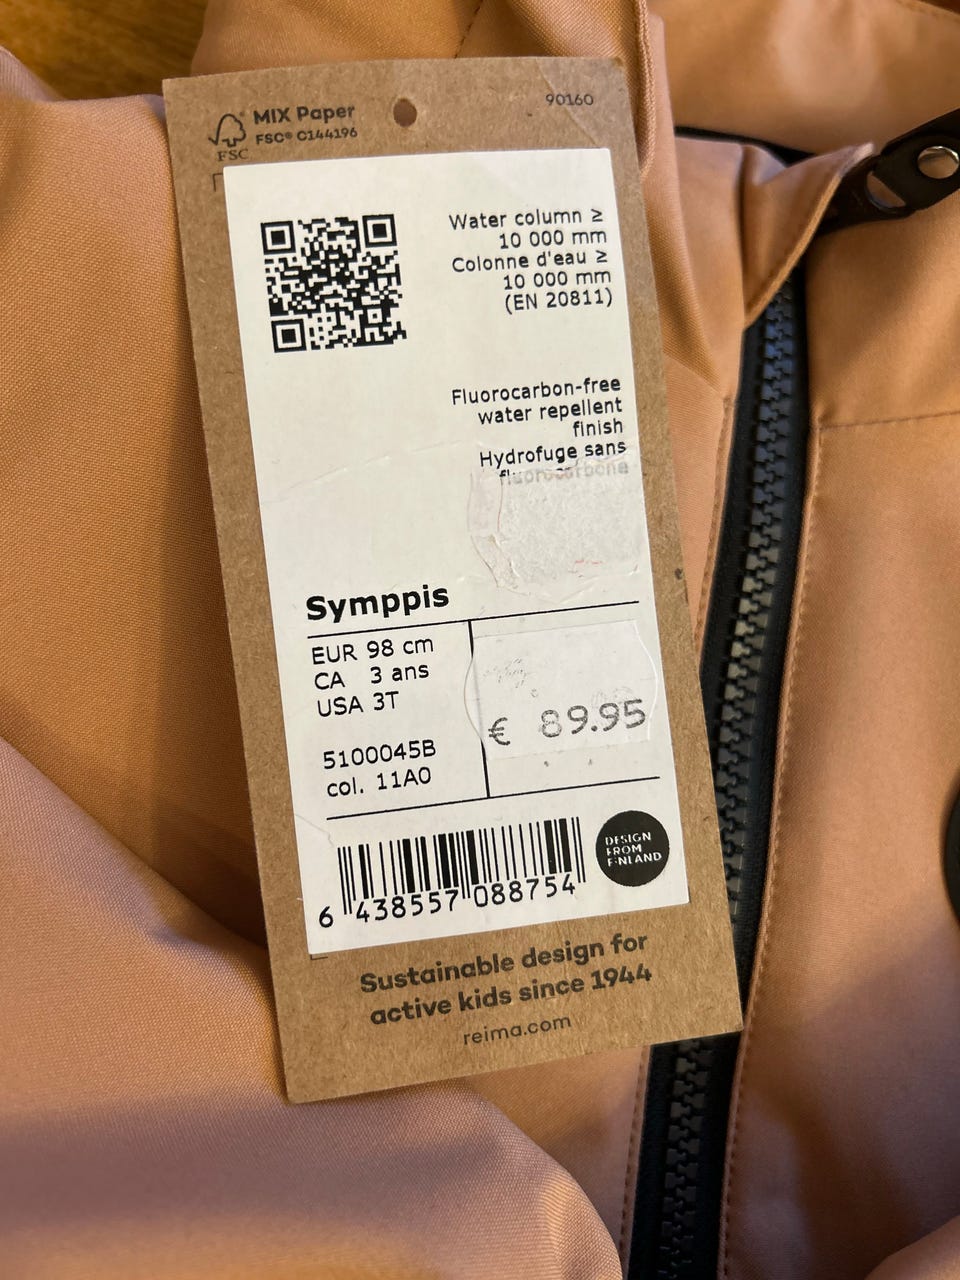 MIX Paper
FSC® C144196
FSC
90160
Water column ≥
10 000 mm
Colonne d'eau ≥
10 000 mm
(EN 20811)
Fluorocarbon-free
water repellent
finish
Hydrofuge sans
fluorocarbone
Symppis
EUR 98 cm
CA 3 ans
USA 3T
5100045B
col. 11A0
€ 89.95
6 438557 088754
DESIGN
FROM
FINLAND
Sustainable design for
active kids since 1944
reima.com